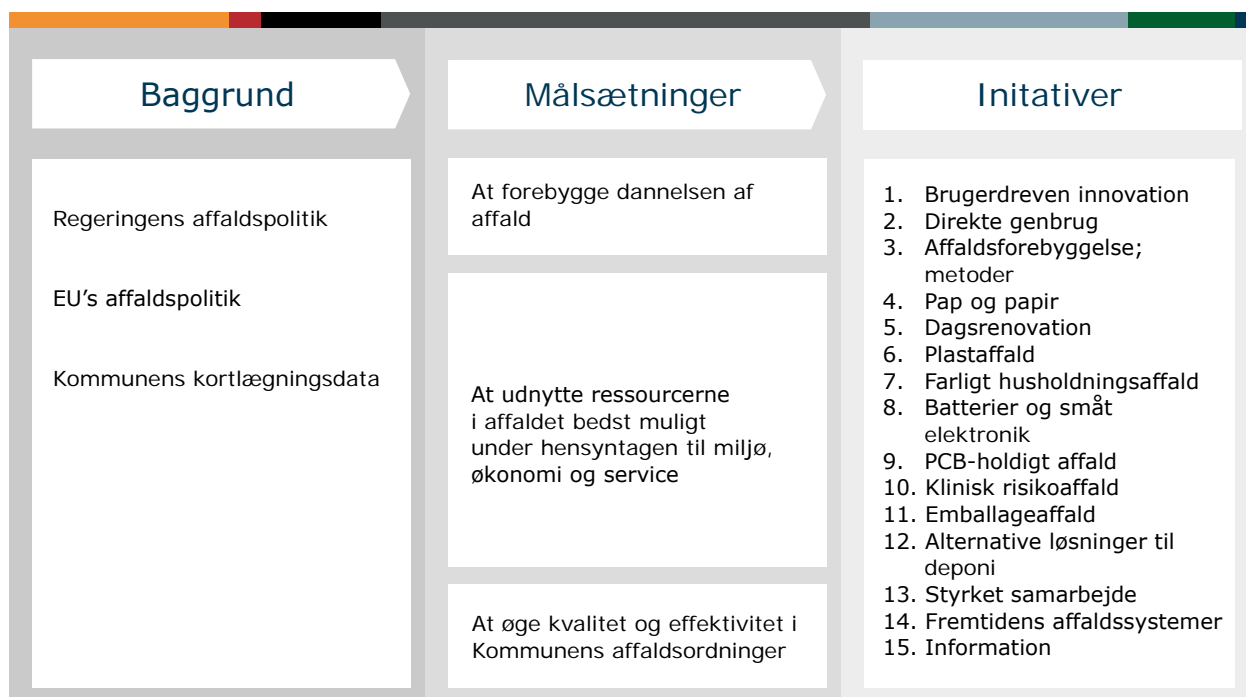 Baggrund
Regeringens affaldspolitik
EU's affaldspolitik
Kommunens kortlægningsdata
Målsætninger
At forebygge dannelsen af
affald
At udnytte ressourcerne
i affaldet bedst muligt
under hensyntagen til miljø,
økonomi og service
At øge kvalitet og effektivitet i
Kommunens affaldsordninger
Initativer
1. Brugerdreven innovation
2. Direkte genbrug
3. Affaldsforebyggelse;
metoder
4. Pap og papir
5. Dagsrenovation
6. Plastaffald
7. Farligt husholdningsaffald
8. Batterier og småt
elektronik
9. PCB-holdigt affald
10. Klinisk risikoaffald
11. Emballageaffald
12. Alternative løsninger til
deponi
13. Styrket samarbejde
14. Fremtidens affaldssystemer
15. Information